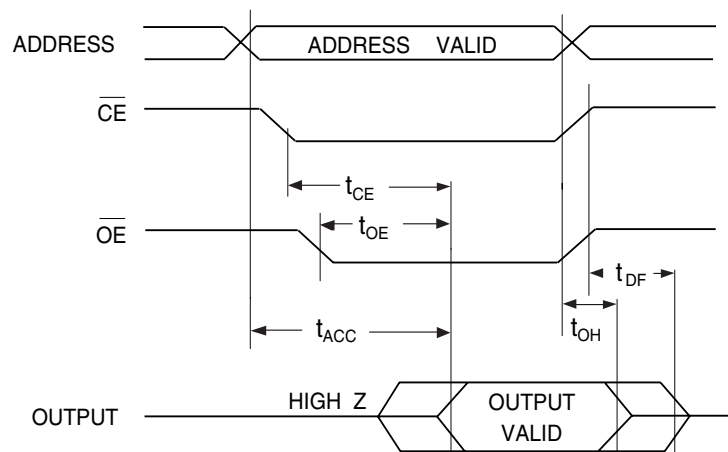 ADDRESS
ADDRESS VALID
CE
tCE
OE
tOE
tDF
tACC
tOH
HIGH Z
OUTPUT
OUTPUT
VALID